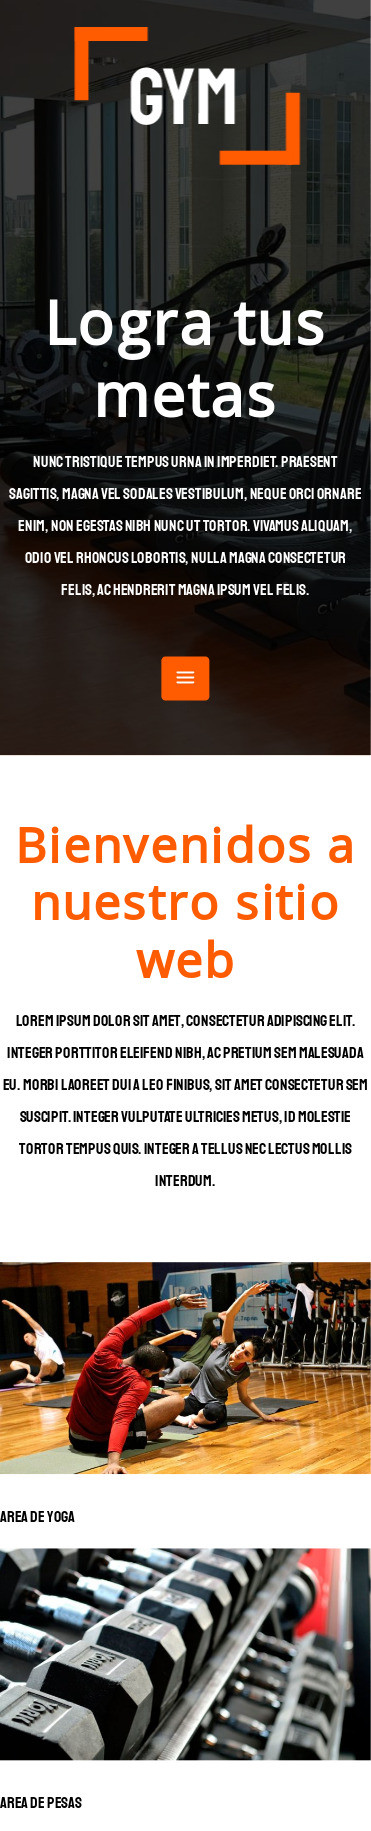 GYM
Logra tus
metas
NUNC TRISTIQUE TEMPUS URNA IN IMPERDIET. PRAESENT
SAGITTIS, MAGNA VEL SODALES VESTIBULUM, NEQUE ORCI ORNARE
ENIM, NON EGESTAS NIBH NUNC UT TORTOR. VIVAMUS ALIQUAM,
ODIO VEL RHONCUS LOBORTIS, NULLA MAGNA CONSECTETUR
FELIS, AC HENDRERIT MAGNA IPSUM VEL FELIS.
Bienvenidos a
nuestro sitio
web
LOREM IPSUM DOLOR SIT AMET, CONSECTETUR ADIPISCING ELIT.
INTEGER PORTTITOR ELEIFEND NIBH, AC PRETIUM SEM MALESUADA
EU. MORBI LAOREET DUI A LEO FINIBUS, SIT AMET CONSECTETUR SEM
SUSCIPIT. INTEGER VULPUTATE ULTRICIES METUS, ID MOLESTIE
TORTOR TEMPUS QUIS. INTEGER A TELLUS NEC LECTUS MOLLIS
INTERDUM.
AREA DE YOGA
YORK
AREA DE PESAS